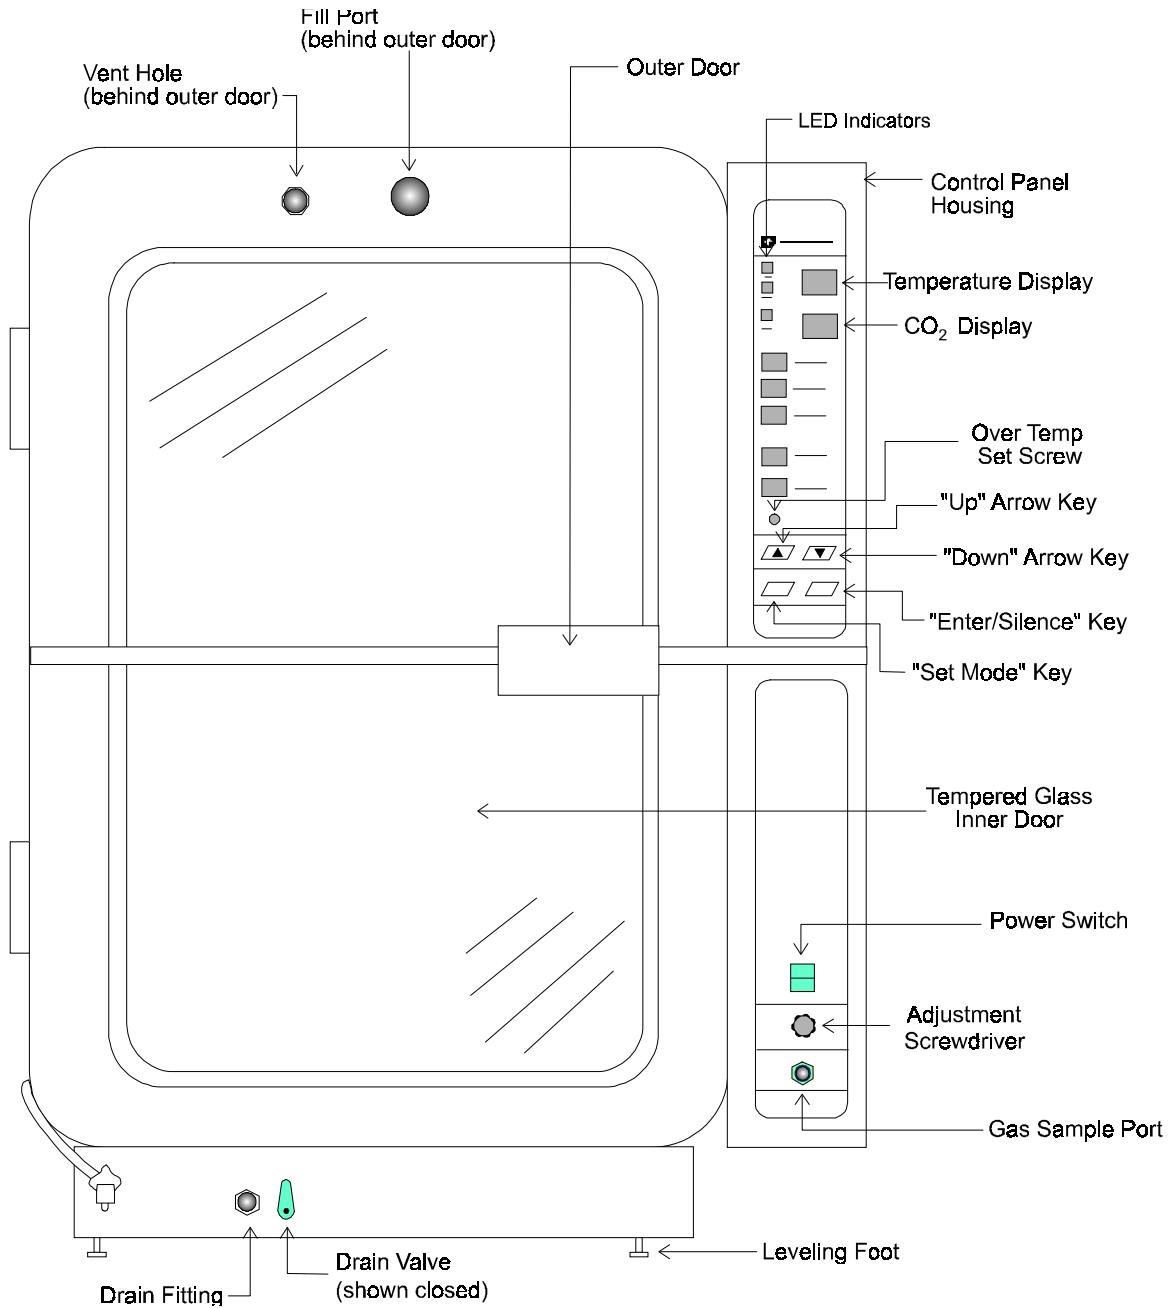 Fill Port
(behind outer door)
Outer Door
Vent Hole
(behind outer door)
LED Indicators
Control Panel
Housing
Temperature Display
CO2 Display
Over Temp
Set Screw
"Up" Arrow Key
"Down" Arrow Key
"Enter/Silence" Key
"Set Mode" Key
Tempered Glass
Inner Door
Power Switch
Adjustment
Screwdriver
Gas Sample Port
Leveling Foot
Drain Valve
(shown closed)
Drain Fitting